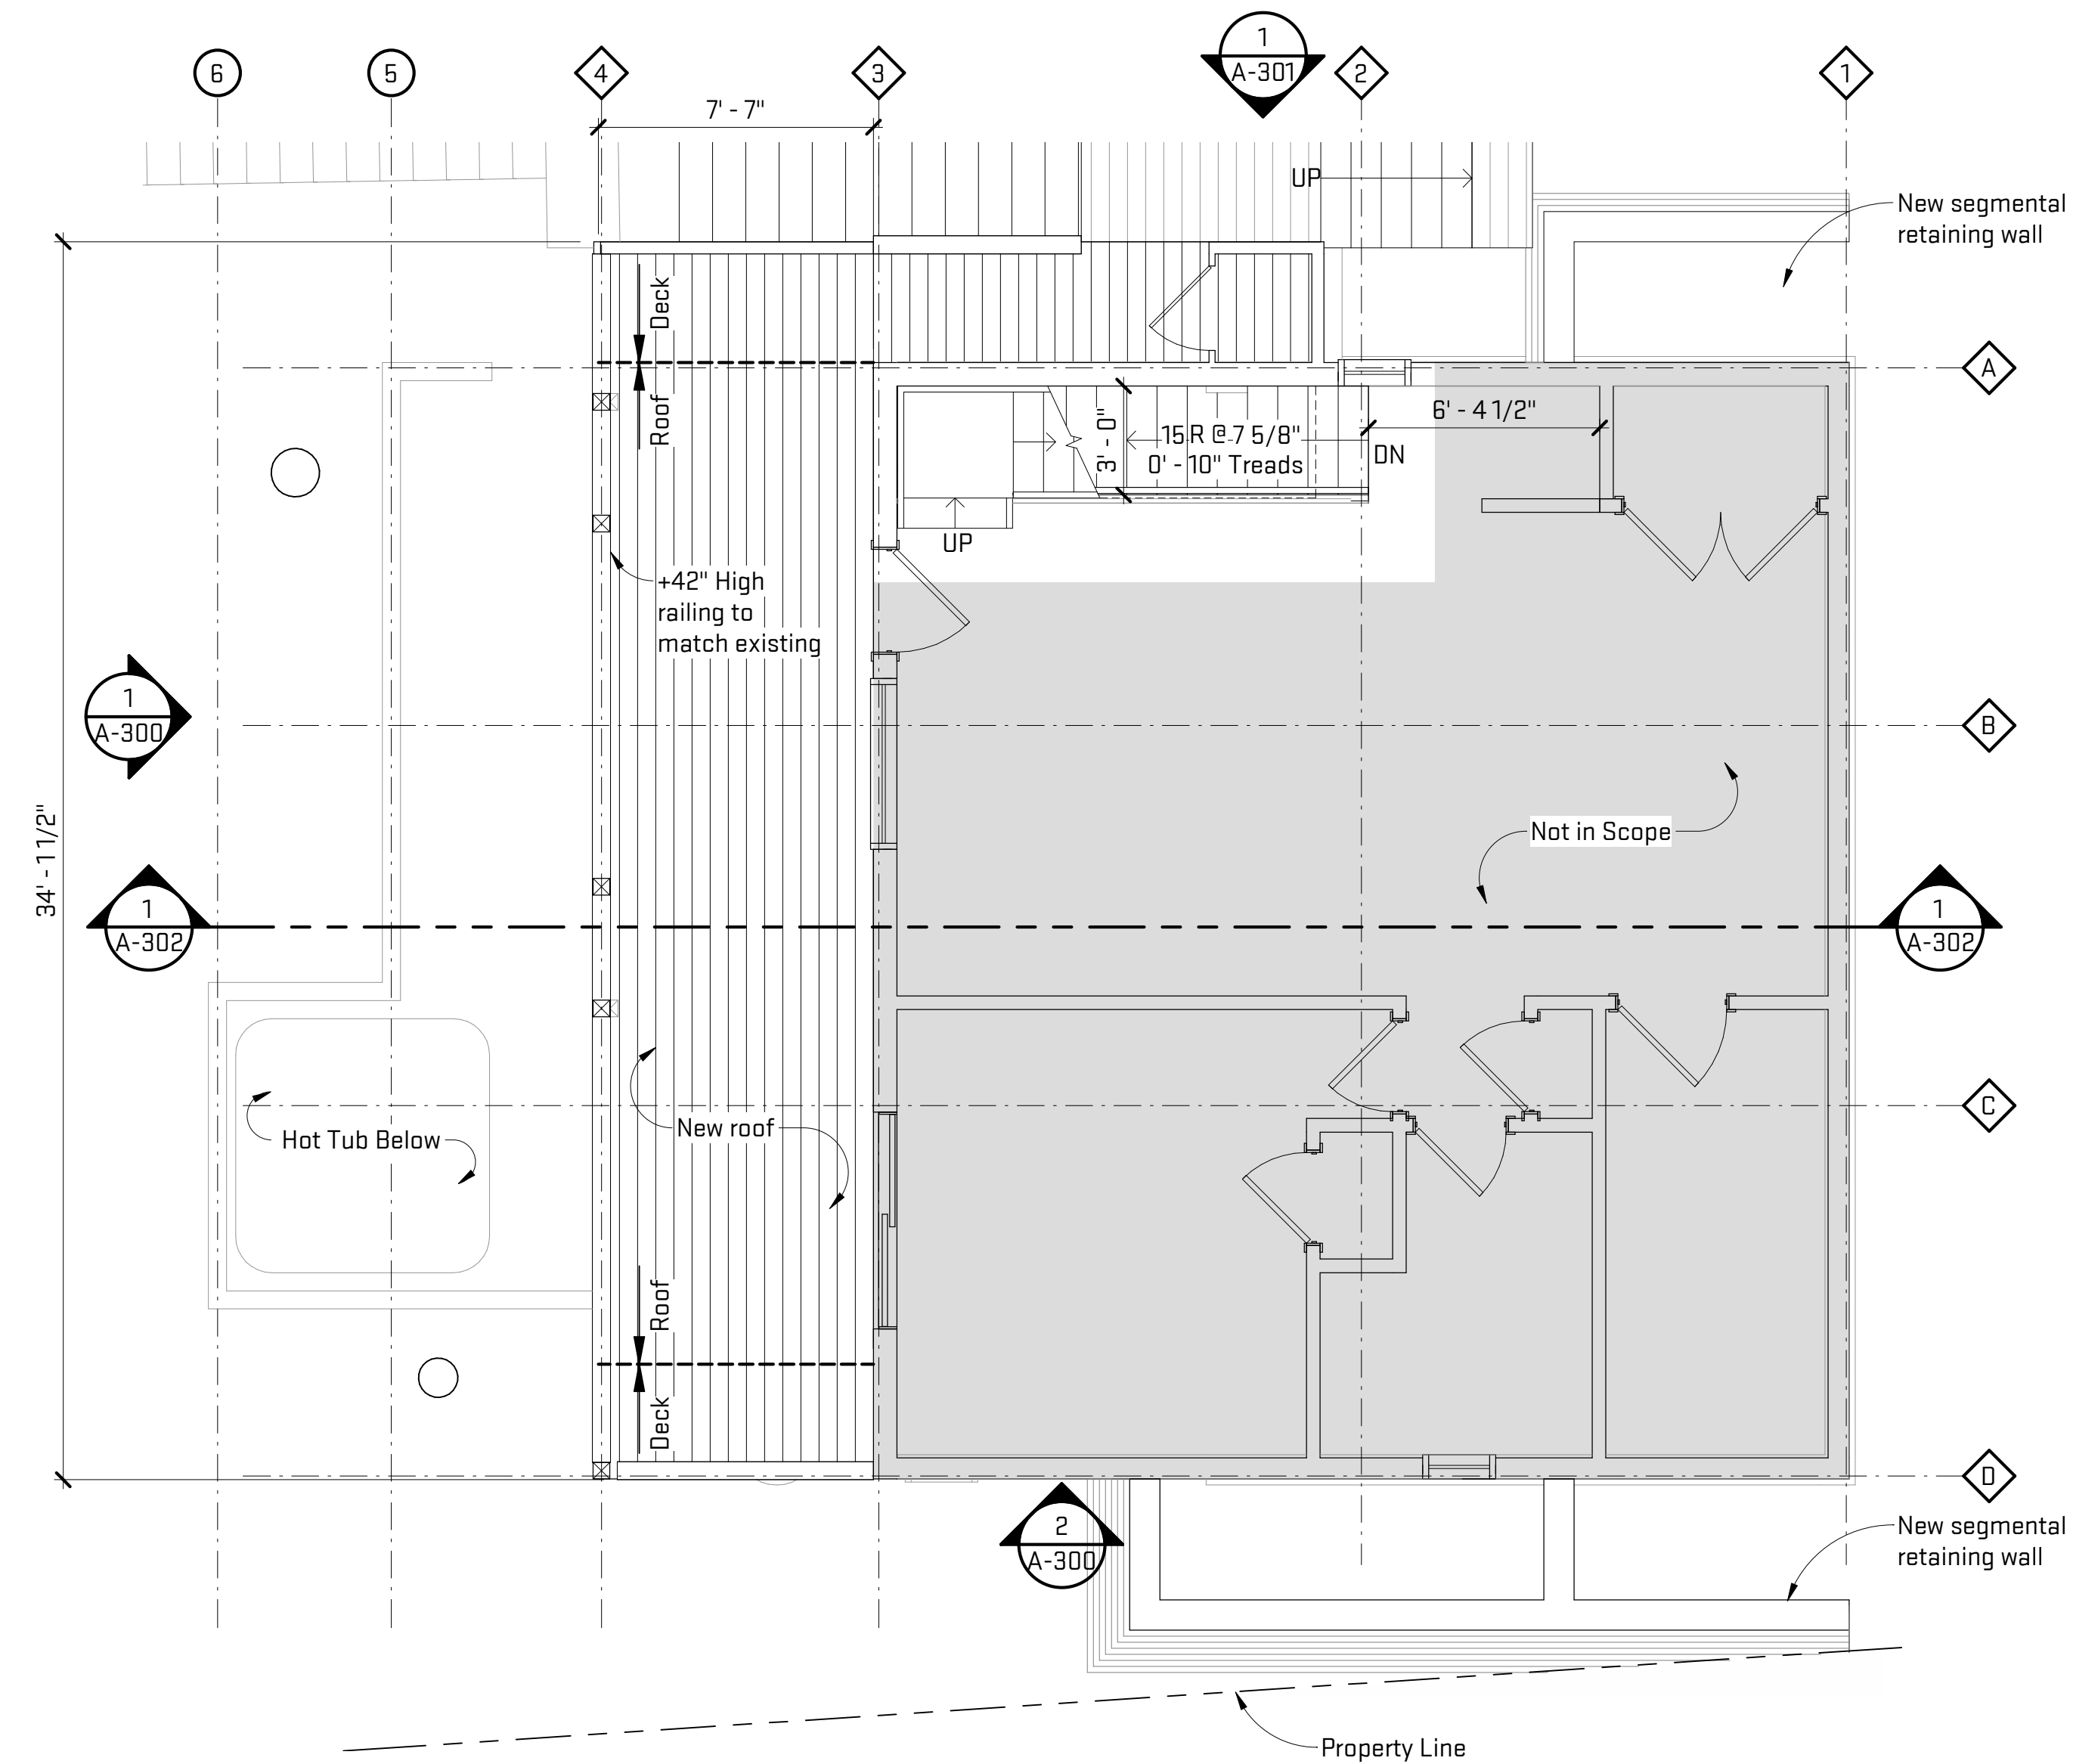 6
5
4
3
1
A-301
2
1
7' - 7"
UP
New segmental
retaining wall
Deck
Roof
A
6' - 4 1/2"
3' - 0"
15 R @ 7 5/8"
0' - 10" Treads
DN
UP
+42" High
railing to
match existing
1
A-300
B
34' - 1 1/2"
Not in Scope
1
A-302
1
A-302
C
New roof
Hot Tub Below
Roof
Deck
D
2
A-300
New segmental
retaining wall
Property Line